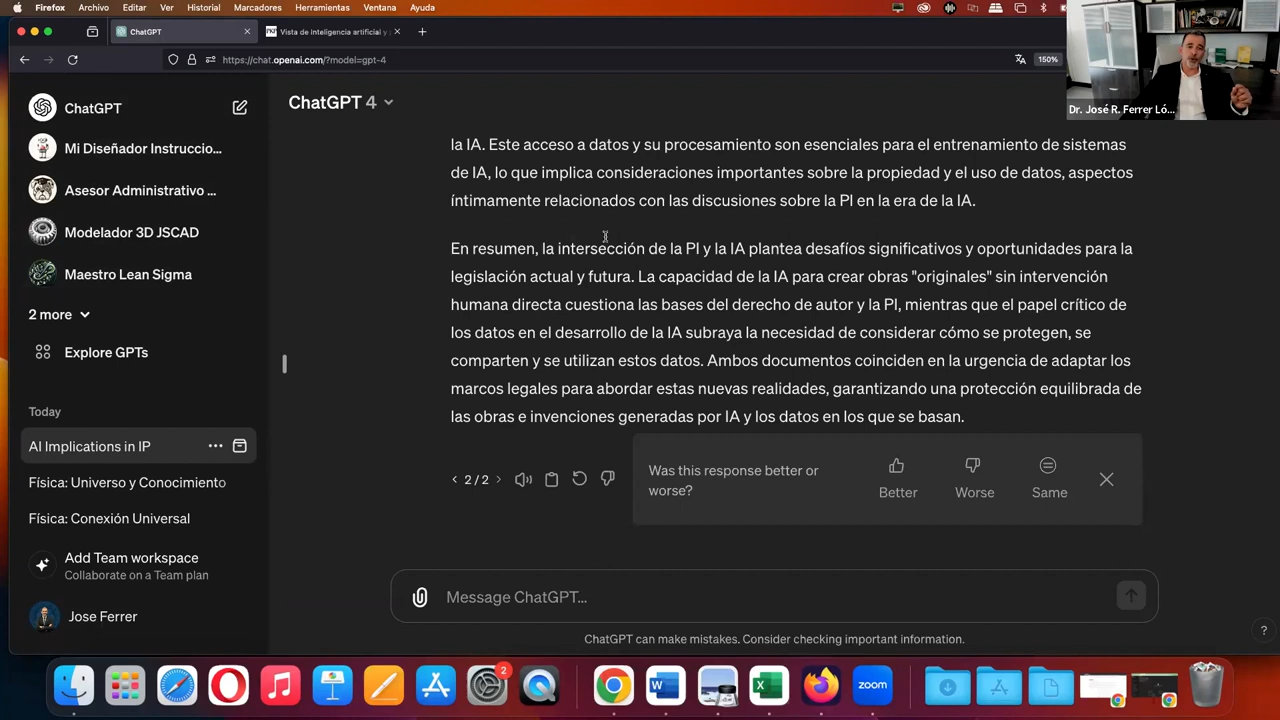 Firefox Archivo Editar Ver Historial Marcadores Herramientas Ventana Ayuda
ChatGPT
Vista de inteligencia artificial y
https://chat.openai.com/?model=gpt-4
150%
Dr. José R. Ferrer Ló...
ChatGPT
Mi Diseñador Instruccio...
Asesor Administrativo ...
Modelador 3D JSCAD
Maestro Lean Sigma
2 more
Explore GPTs
Today
AI Implications in IP
Física: Universo y Conocimiento
Física: Conexión Universal
Add Team workspace
Collaborate on a Team plan
Jose Ferrer
ChatGPT 4
la IA. Este acceso a datos y su procesamiento son esenciales para el entrenamiento de sistemas
de IA, lo que implica consideraciones importantes sobre la propiedad y el uso de datos, aspectos
íntimamente relacionados con las discusiones sobre la PI en la era de la IA.
En resumen, la intersección de la PI y la IA plantea desafíos significativos y oportunidades para la
legislación actual y futura. La capacidad de la IA para crear obras "originales" sin intervención
humana directa cuestiona las bases del derecho de autor y la PI, mientras que el papel crítico de
los datos en el desarrollo de la IA subraya la necesidad de considerar cómo se protegen, se
comparten y se utilizan estos datos. Ambos documentos coinciden en la urgencia de adaptar los
marcos legales para abordar estas nuevas realidades, garantizando una protección equilibrada de
las obras e invenciones generadas por IA y los datos en los que se basan.
2/2
Was this response better or
worse?
Better
Worse
Same
Message ChatGPT...
ChatGPT can make mistakes. Consider checking important information.
?
2
zoom